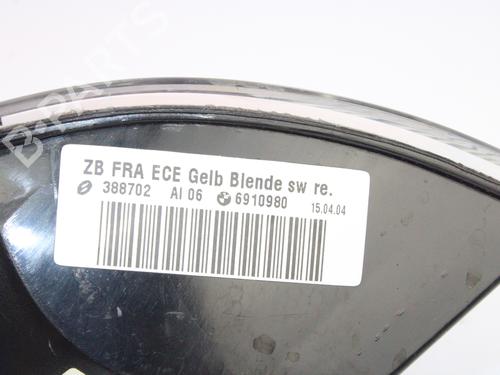 B-PARTS
ZB FRA ECE Gelb Blende sw re.
388702 AI 06 6910980 15.04.04